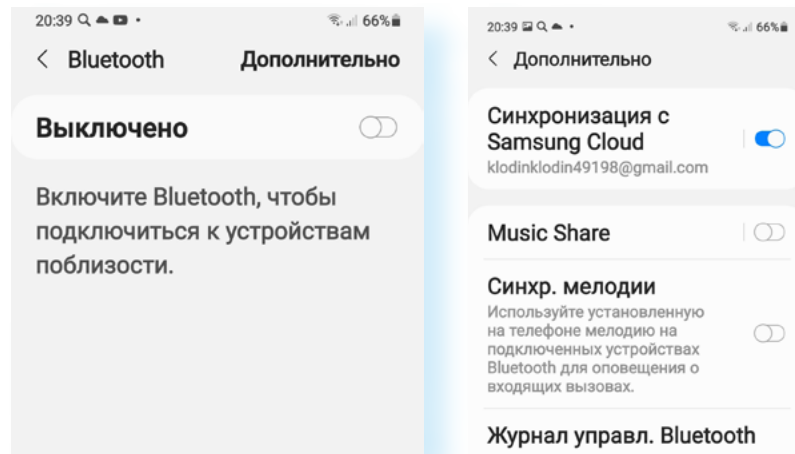 20:39
66%
Bluetooth
Дополнительно
Выключено
Включите Bluetooth, чтобы
подключиться к устройствам
поблизости.
20:39
66%
Дополнительно
Синхронизация с
Samsung Cloud
klodinklodin49198@gmail.com
Music Share
Синхр. мелодии
Используйте установленную
на телефоне мелодию на
подключенных устройствах
Bluetooth для оповещения о
входящих вызовах.
Журнал управл. Bluetooth